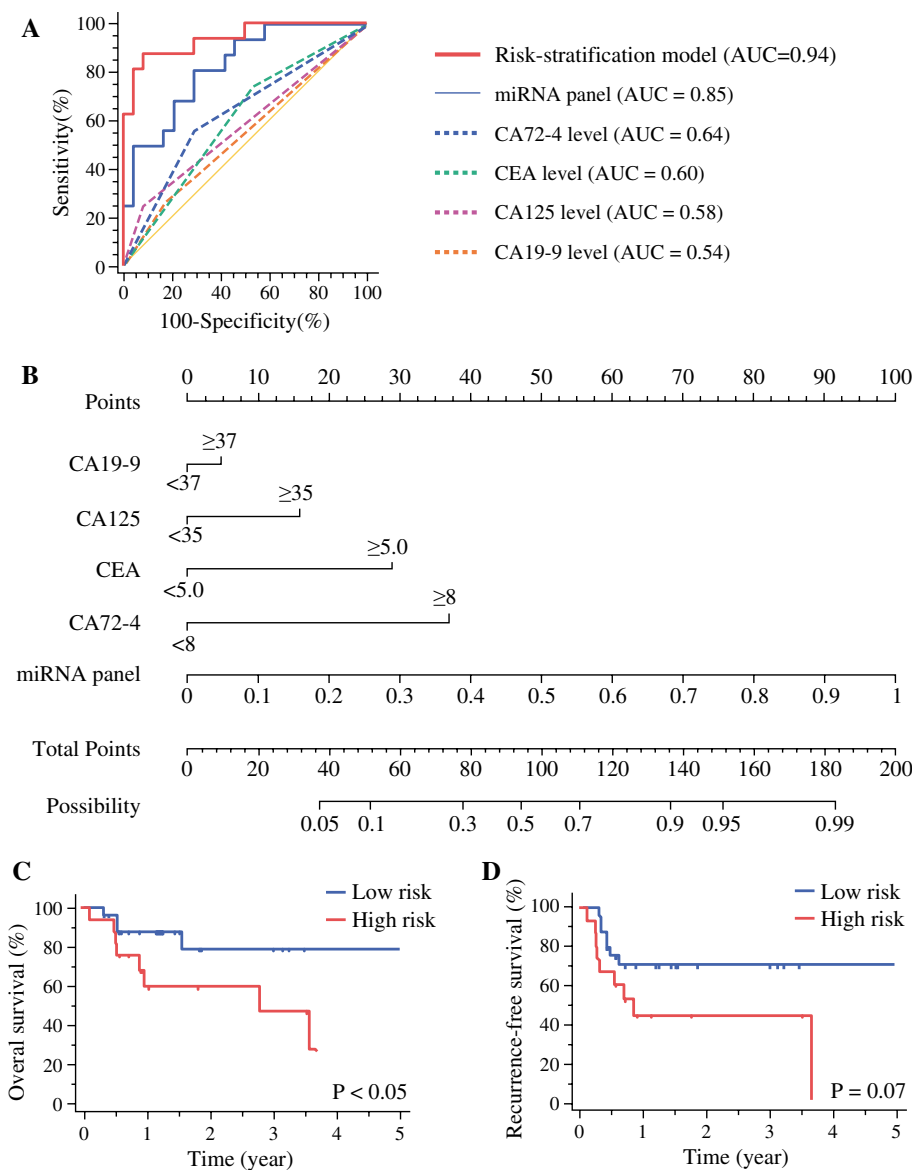 A
100
80
60
40
20
0
Sensitivity(%)
0 20 40 60 80 100
100-Specificity(%)
Risk-stratification model (AUC=0.94)
miRNA panel (AUC = 0.85)
CA72-4 level (AUC = 0.64)
CEA level (AUC = 0.60)
CA125 level (AUC = 0.58)
CA19-9 level (AUC = 0.54)
B
0 10 20 30 40 50 60 70 80 90 100
Points
≥37
CA19-9
<37
≥35
CA125
<35
≥5.0
CEA
<5.0
≥8
CA72-4
<8
miRNA panel
0 0.1 0.2 0.3 0.4 0.5 0.6 0.7 0.8 0.9 1
Total Points
0 20 40 60 80 100 120 140 160 180 200
Possibility
0.05 0.1 0.3 0.5 0.7 0.9 0.95 0.99
C
Low risk
High risk
100
80
60
40
20
0
Overal survival (%)
P < 0.05
0 1 2 3 4 5
Time (year)
D
Low risk
High risk
100
80
60
40
20
0
Recurrence-free survival (%)
P = 0.07
0 1 2 3 4 5
Time (year)